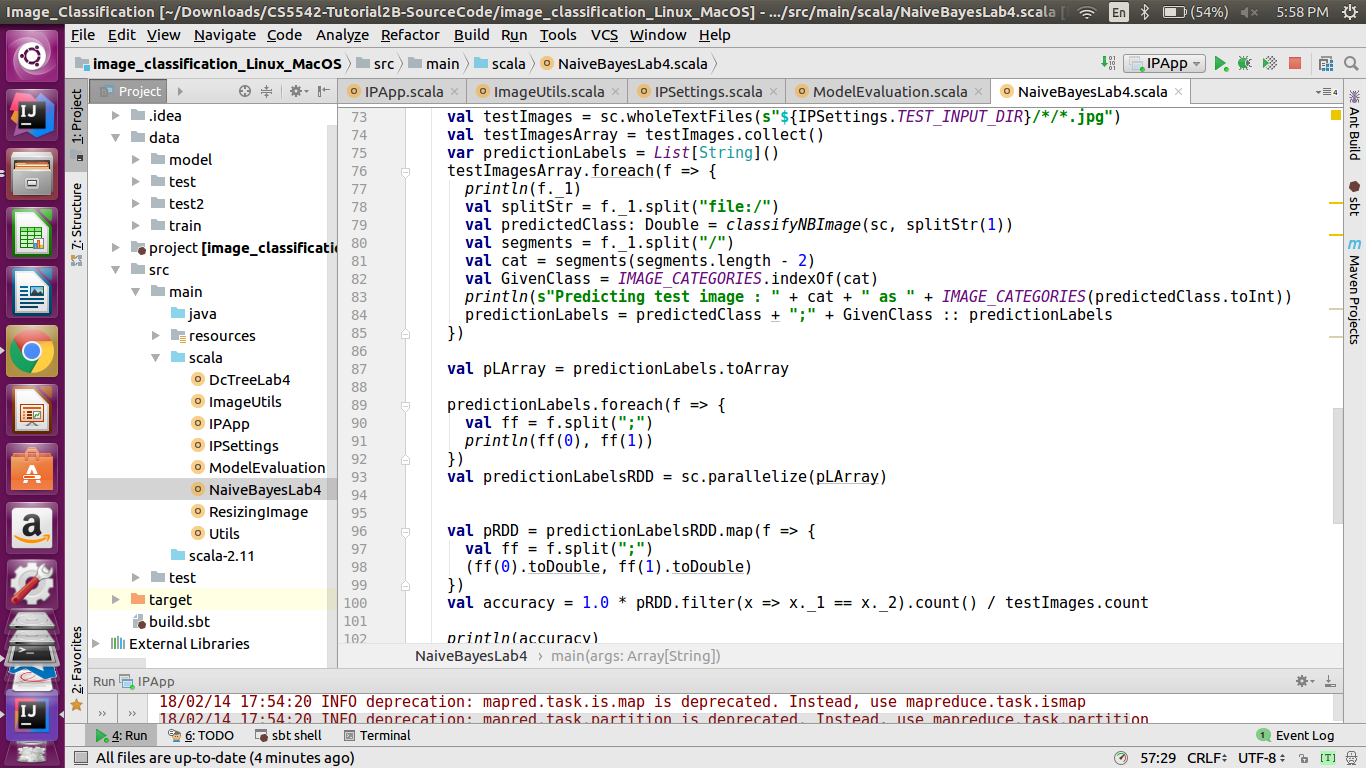 Image_Classification [~/Downloads/CS5542-Tutorial2B-SourceCode/image_classification_Linux_MacOS] - .../src/main/scala/NaiveBayesLab4.scala
En (54%) 5:58 PM
File Edit View Navigate Code Analyze Refactor Build Run Tools VCS Window Help
image_classification_Linux_MacOS src main scala NaiveBayesLab4.scala IPApp
Project IPApp.scala ImageUtils.scala IPSettings.scala ModelEvaluation.scala NaiveBayesLab4.scala 4
1: Project
7: Structure
2: Favorites
.idea
data
model
test
test2
train
project [image_classificati
src
main
java
resources
scala
DcTreeLab4
ImageUtils
IPApp
IPSettings
ModelEvaluation
NaiveBayesLab4
ResizingImage
Utils
scala-2.11
test
target
build.sbt
External Libraries
73 val testImages = sc.wholeTextFiles(s"${IPSettings.TEST_INPUT_DIR}/*/*.jpg")
74 val testImagesArray = testImages.collect()
75 var predictionLabels = List[String]()
76 testImagesArray.foreach(f => {
77 println(f._1)
78 val splitStr = f._1.split("file:/")
79 val predictedClass: Double = classifyNBImage(sc, splitStr(1))
80 val segments = f._1.split("/")
81 val cat = segments(segments.length - 2)
82 val GivenClass = IMAGE_CATEGORIES.indexOf(cat)
83 println(s"Predicting test image : " + cat + " as " + IMAGE_CATEGORIES(predictedClass.toInt))
84 predictionLabels = predictedClass + ";" + GivenClass :: predictionLabels
85 })
86
87 val pLArray = predictionLabels.toArray
88
89 predictionLabels.foreach(f => {
90 val ff = f.split(";")
91 println(ff(0), ff(1))
92 })
93 val predictionLabelsRDD = sc.parallelize(pLArray)
94
95
96 val pRDD = predictionLabelsRDD.map(f => {
97 val ff = f.split(";")
98 (ff(0).toDouble, ff(1).toDouble)
99 })
100 val accuracy = 1.0 * pRDD.filter(x => x._1 == x._2).count() / testImages.count
101
102 println(accuracy)
Ant Build
sbt
m Maven Projects
NaiveBayesLab4 main(args: Array[String])
Run IPApp
18/02/14 17:54:20 INFO deprecation: mapred.task.is.map is deprecated. Instead, use mapreduce.task.ismap
18/02/14 17:54:20 INFO deprecation: mapred.task.partition is deprecated. Instead, use mapreduce.task.partition
4: Run 6: TODO sbt shell Terminal 1 Event Log
All files are up-to-date (4 minutes ago) 57:29 CRLF UTF-8 [T]